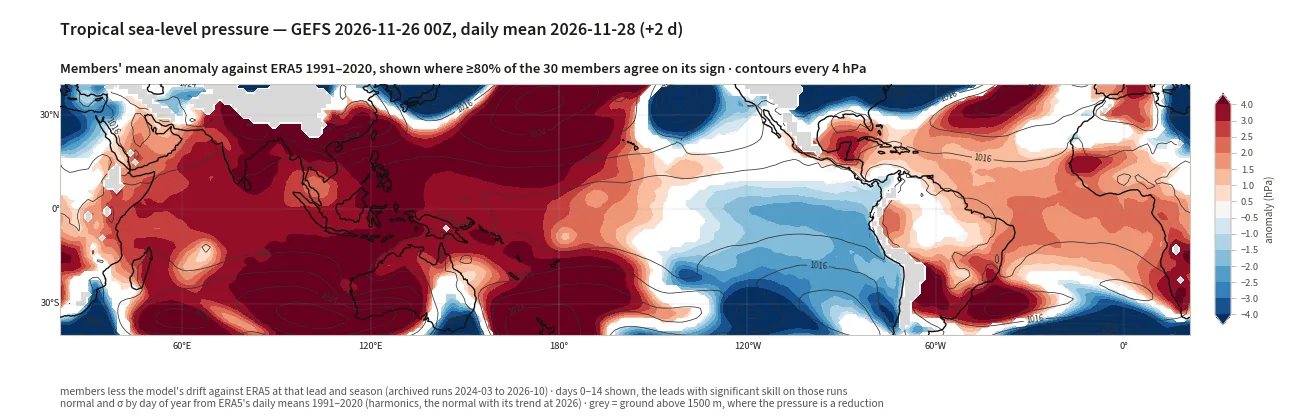 Tropical sea-level pressure — GEFS 2026-11-26 00Z, daily mean 2026-11-28 (+2 d)
Members' mean anomaly against ERA5 1991–2020, shown where ≥80% of the 30 members agree on its sign · contours every 4 hPa
30°N
0°
30°S
60°E
120°E
180°
120°W
60°W
0°
1016
1016
1024
1016
1016
1016
4.0
3.0
2.5
2.0
1.5
1.0
0.5
−0.5
−1.0
−1.5
−2.0
−2.5
−3.0
−4.0
anomaly (hPa)
members less the model's drift against ERA5 at that lead and season (archived runs 2024-03 to 2026-10) · days 0–14 shown, the leads with significant skill on those runs
normal and σ by day of year from ERA5's daily means 1991–2020 (harmonics, the normal with its trend at 2026) · grey = ground above 1500 m, where the pressure is a reduction